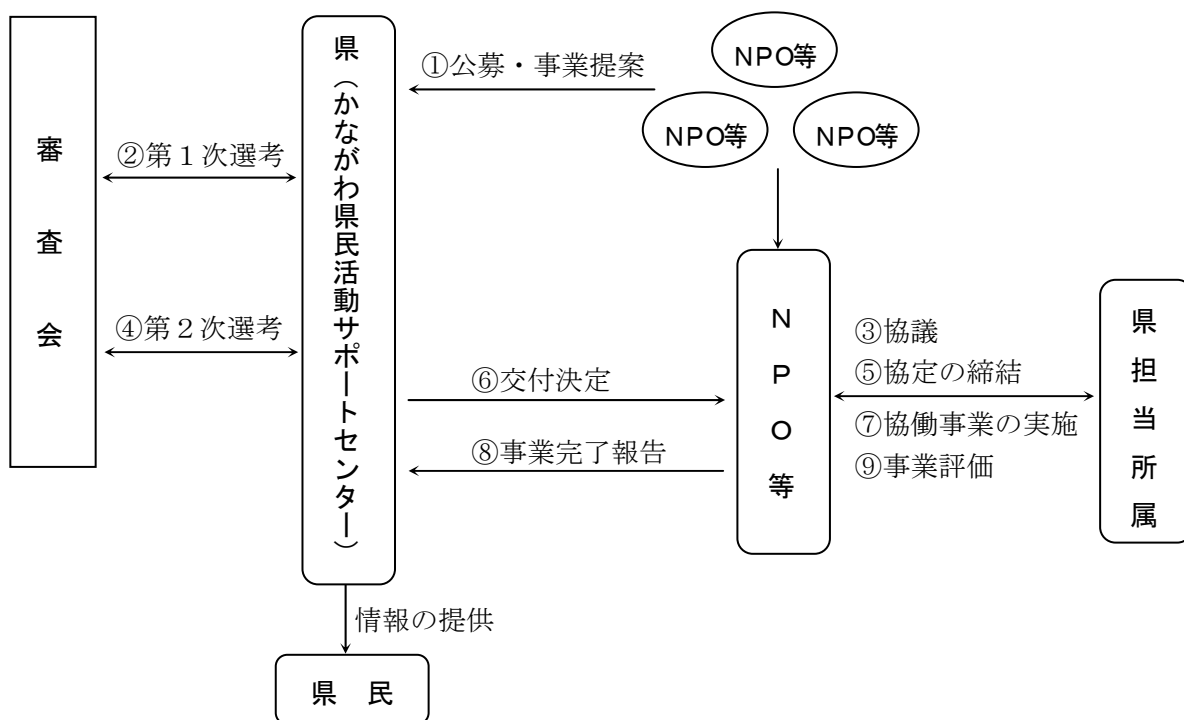 審査会
県（かながわ県民活動サポートセンター）
①公募・事業提案
NPO等
NPO等
NPO等
②第１次選考
④第２次選考
⑥交付決定
⑧事業完了報告
NPO等
③協議
⑤協定の締結
⑦協働事業の実施
⑨事業評価
県担当所属
情報の提供
県　民